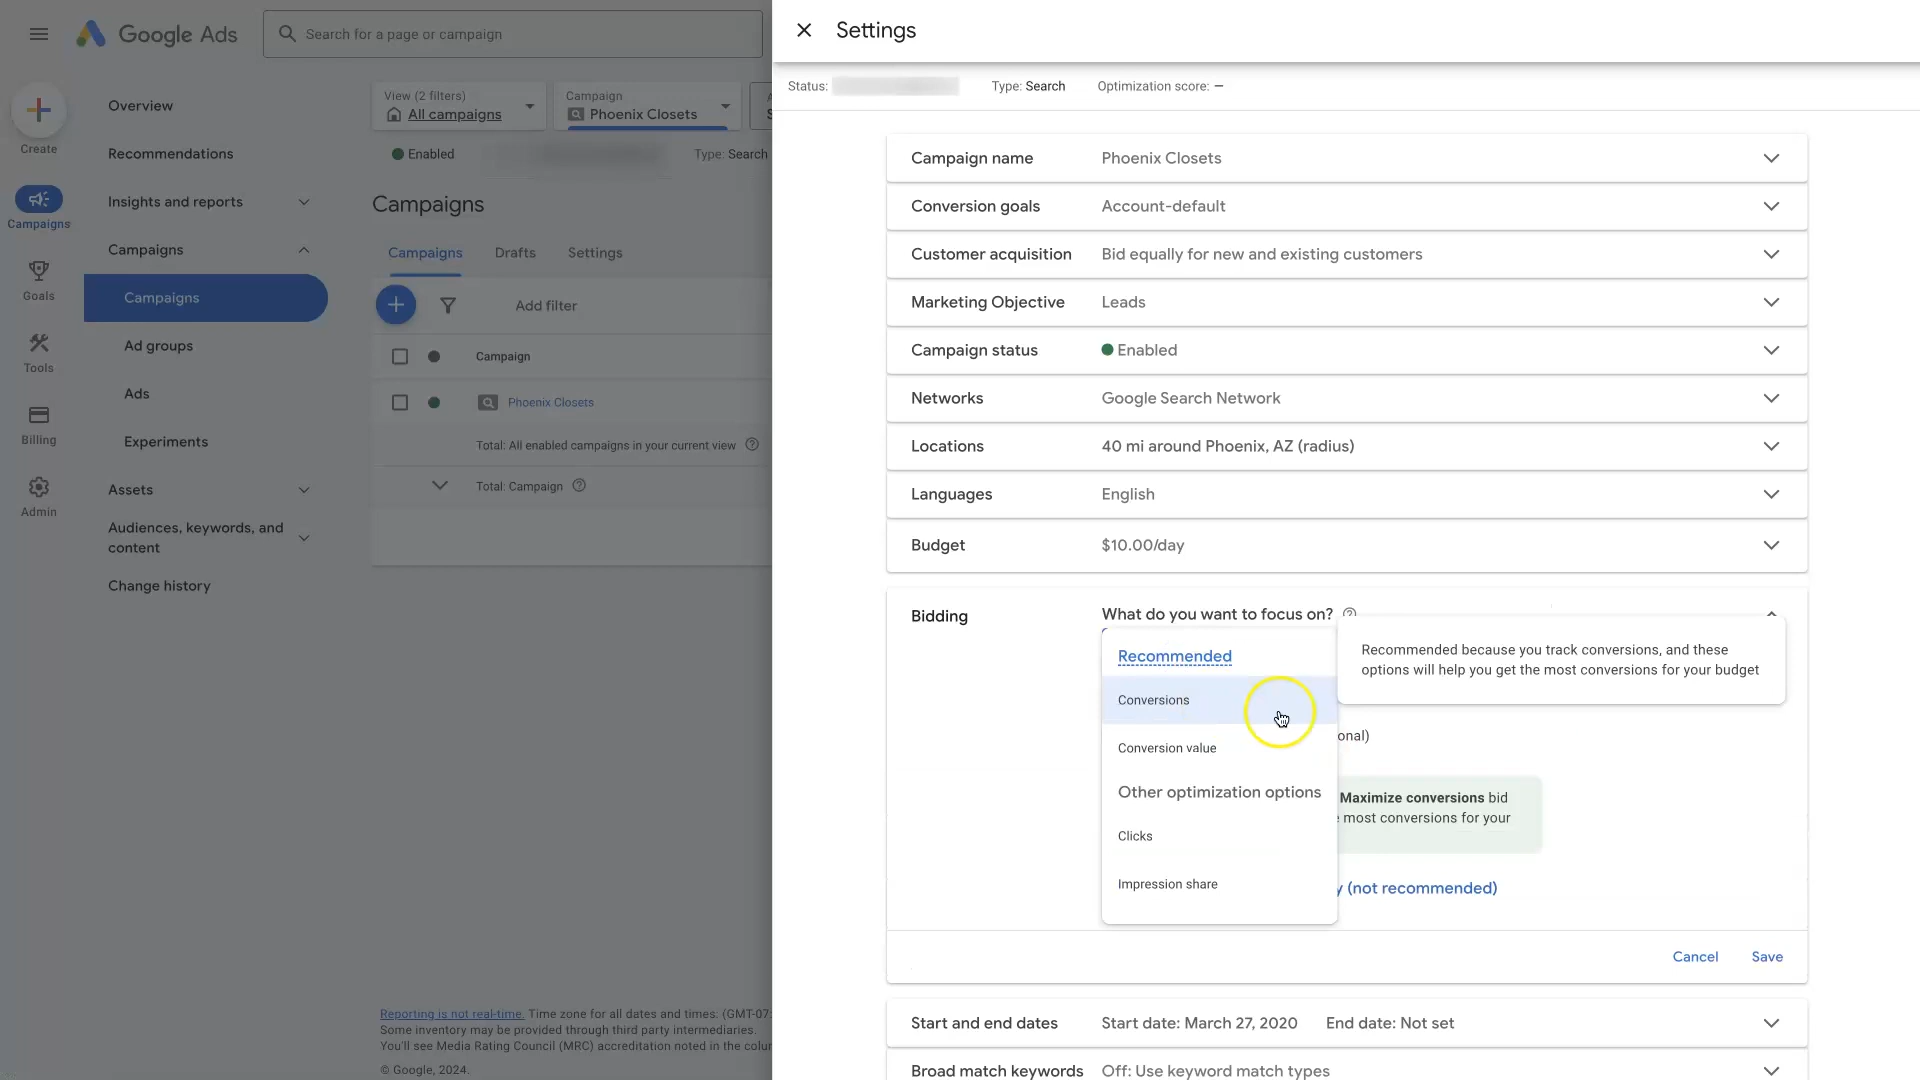 Google Ads
Search for a page or campaign
Create
Campaigns
Goals
Tools
Billing
Admin
Overview
Recommendations
Insights and reports
Campaigns
Campaigns
Ad groups
Ads
Experiments
Assets
Audiences, keywords, and
content
Change history
View (2 filters)
All campaigns
Campaign
Phoenix Closets
Enabled
Type: Search
Campaigns
Campaigns Drafts Settings
Add filter
Campaign
Phoenix Closets
Total: All enabled campaigns in your current view
Total: Campaign
Reporting is not real-time. Time zone for all dates and times: (GMT-07:
Some inventory may be provided through third party intermediaries.
You'll see Media Rating Council (MRC) accreditation noted in the colu
© Google, 2024.
Settings
Status:
Type: Search
Optimization score: –
Campaign name Phoenix Closets
Conversion goals Account-default
Customer acquisition Bid equally for new and existing customers
Marketing Objective Leads
Campaign status Enabled
Networks Google Search Network
Locations 40 mi around Phoenix, AZ (radius)
Languages English
Budget $10.00/day
Bidding What do you want to focus on?
Recommended
Recommended because you track conversions, and these
options will help you get the most conversions for your budget
Conversions
onal)
Conversion value
Other optimization options
Maximize conversions bid
most conversions for your
Clicks
Impression share
y (not recommended)
Cancel Save
Start and end dates Start date: March 27, 2020 End date: Not set
Broad match keywords Off: Use keyword match types